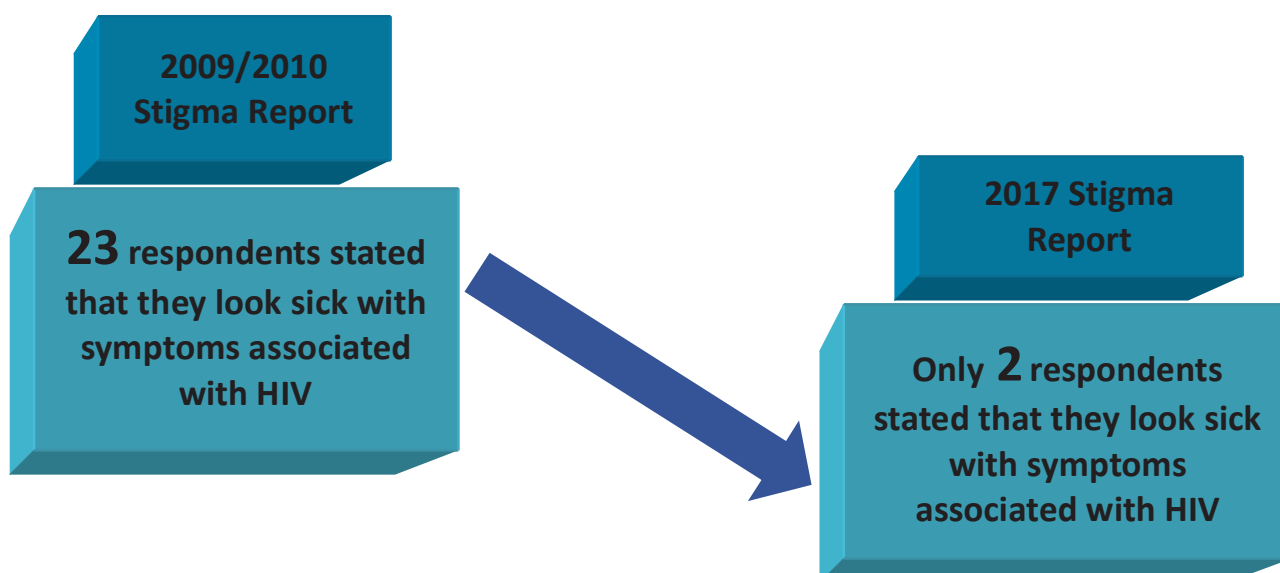 2009/2010
Stigma Report
23 respondents stated
that they look sick with
symptoms associated
with HIV
2017 Stigma
Report
Only 2 respondents
stated that they look sick
with symptoms
associated with HIV